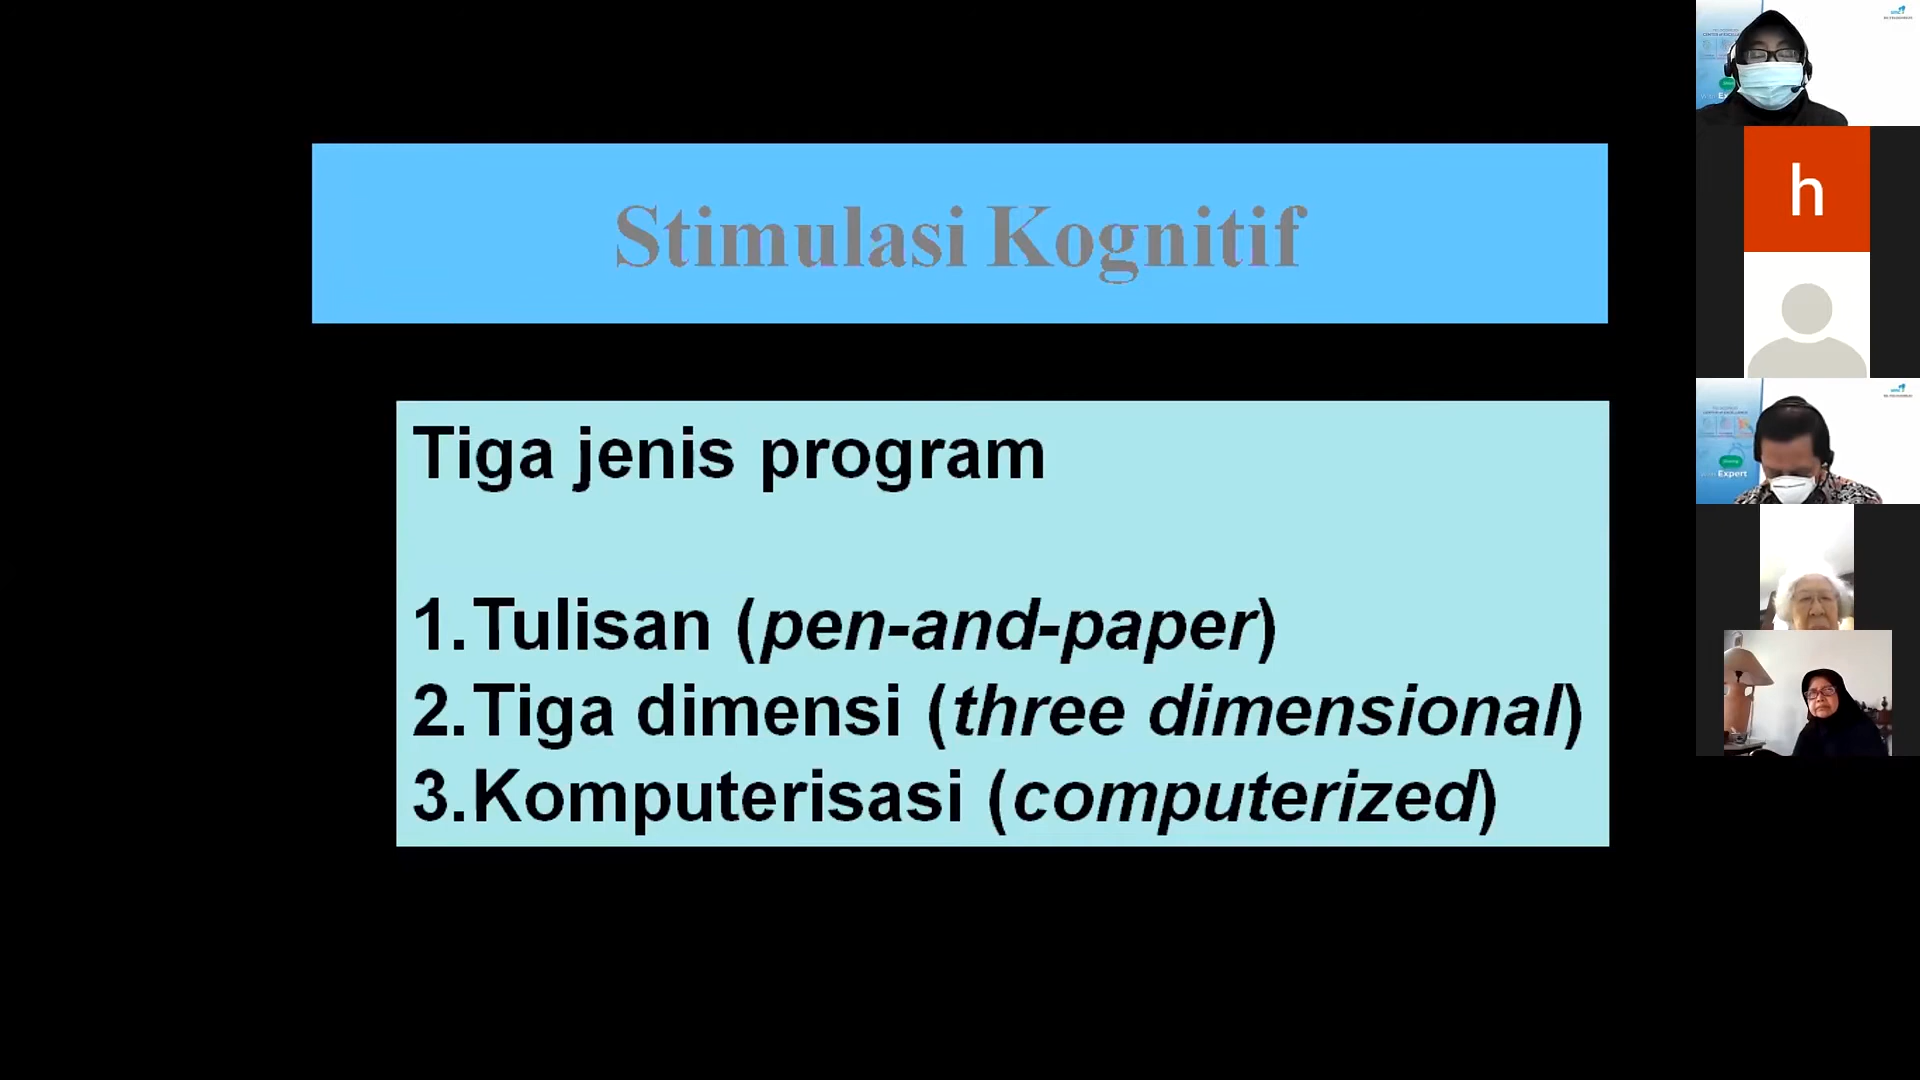 Stimulasi Kognitif
Tiga jenis program
1.Tulisan (pen-and-paper)
2.Tiga dimensi (three dimensional)
3.Komputerisasi (computerized)
h
Expert